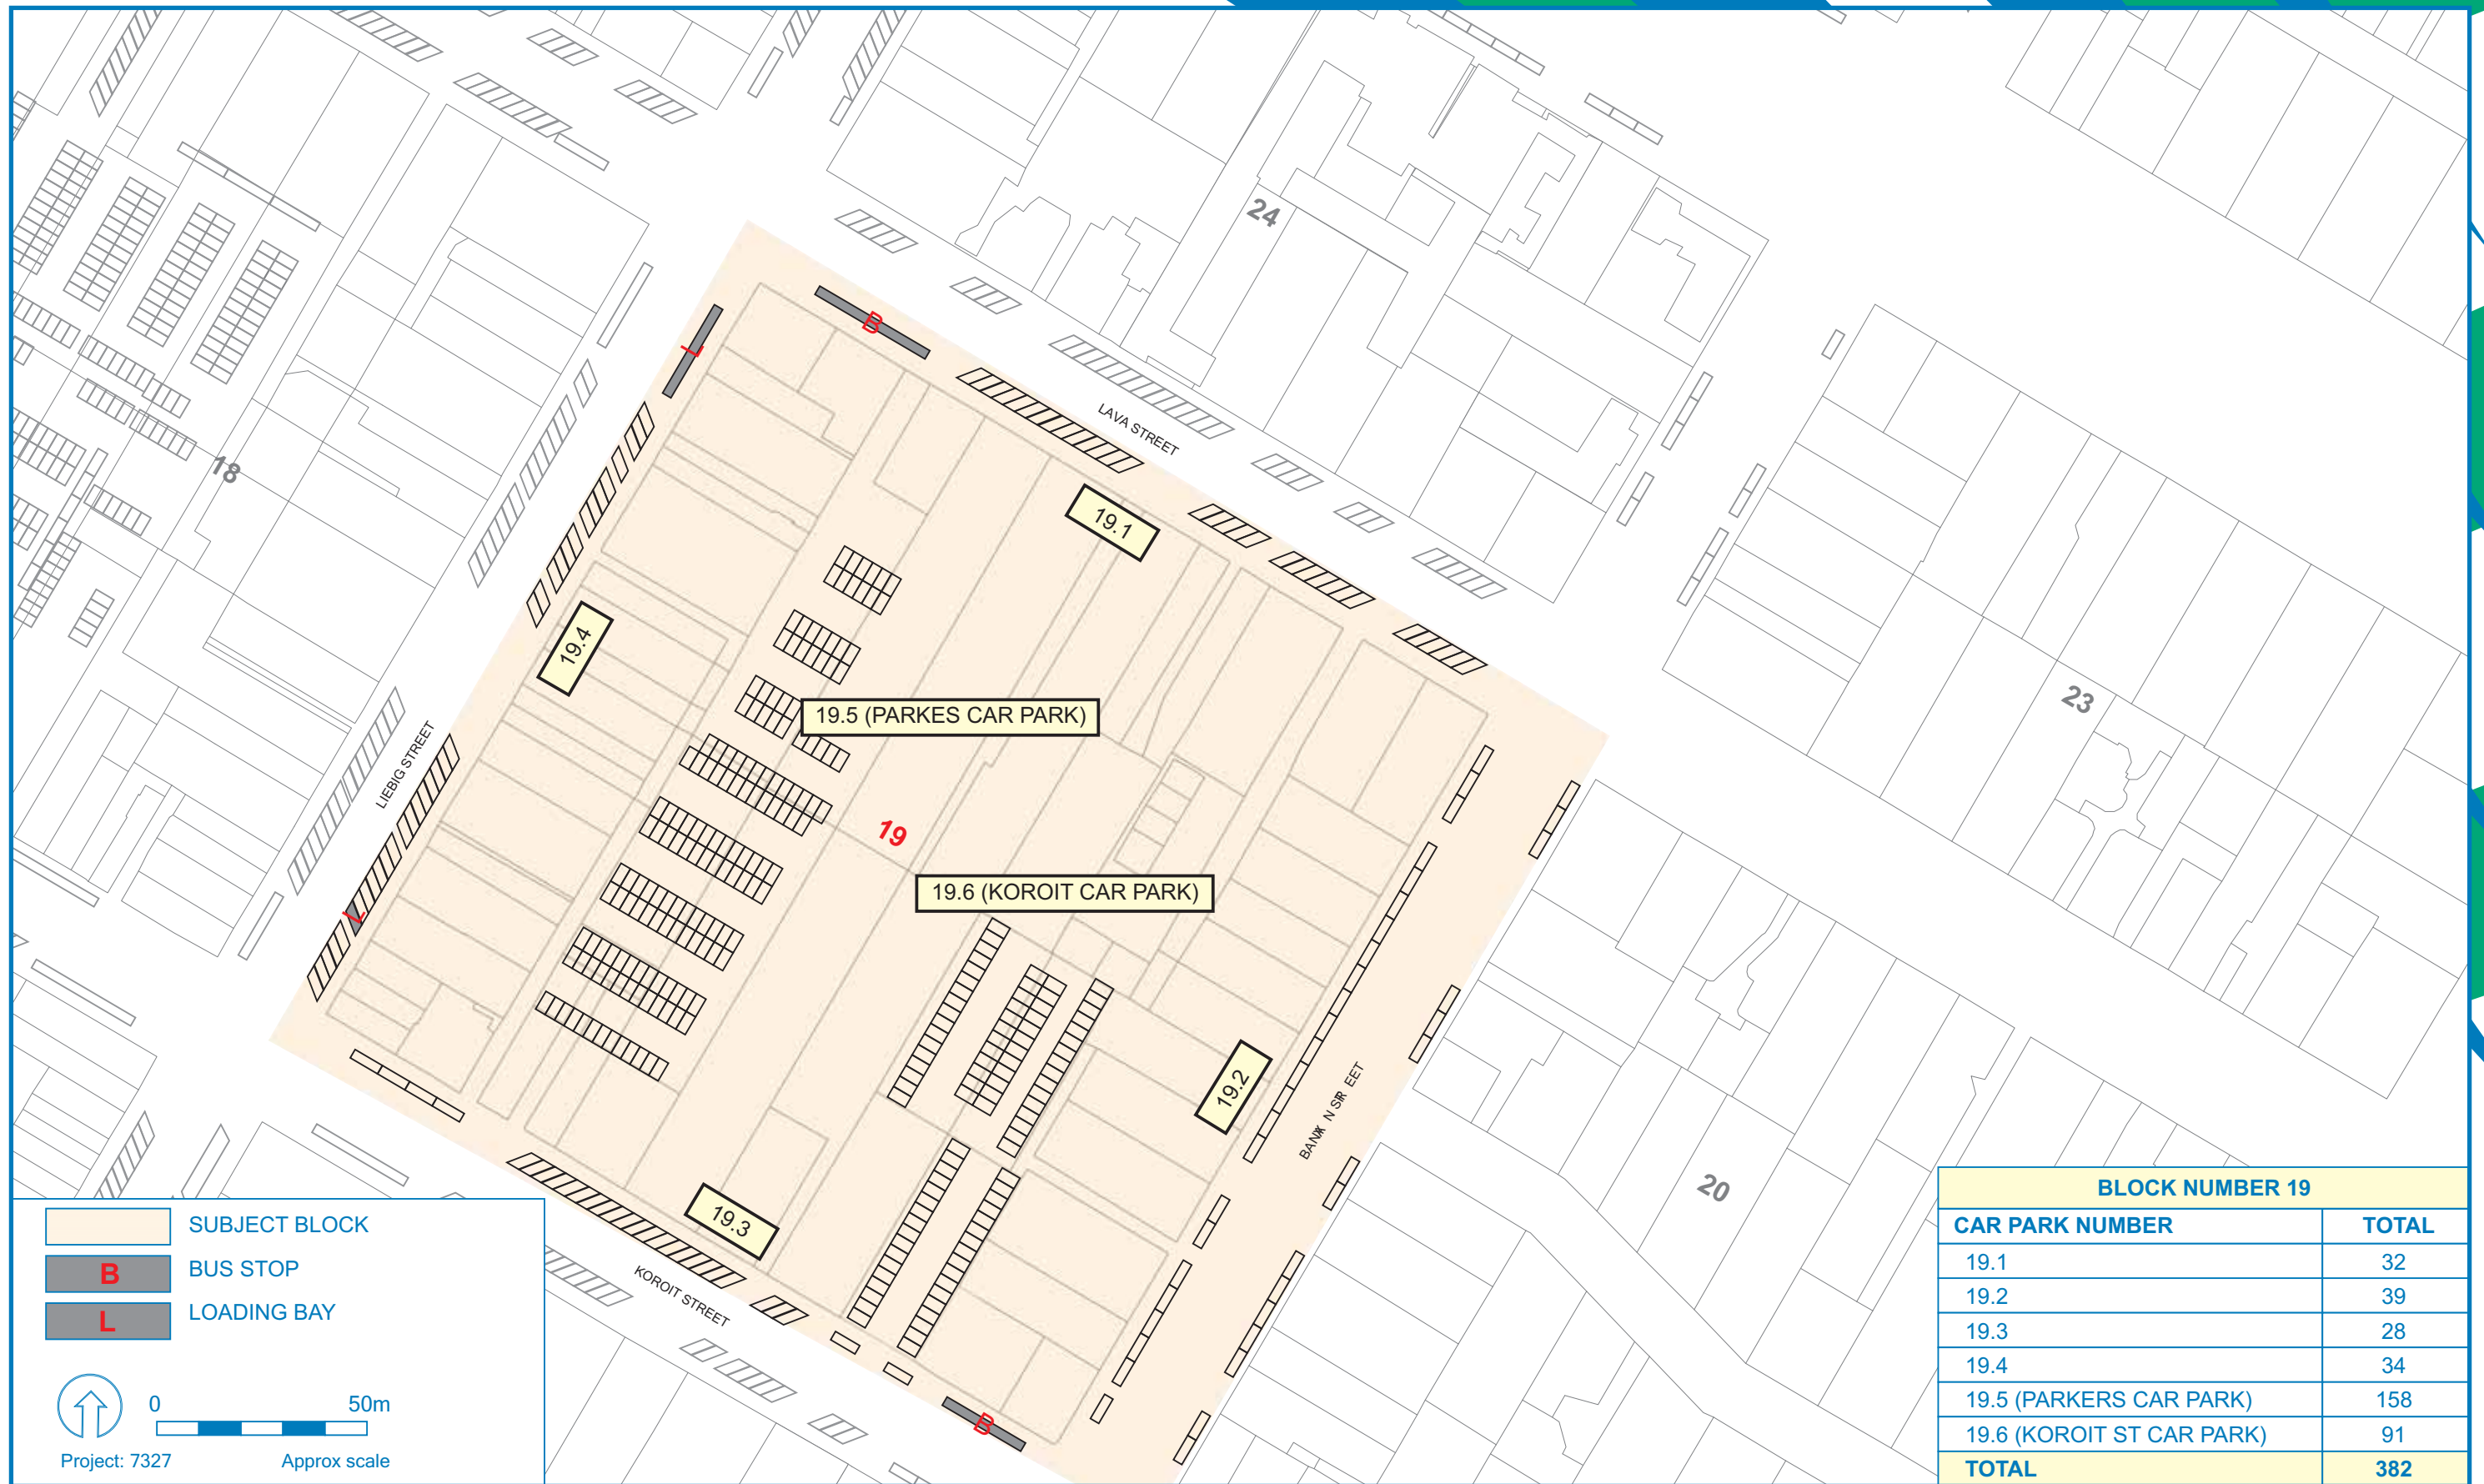 24
B
L
LAVA STREET
18
19.1
19.4
23
19.5 (PARKES CAR PARK)
LIEBIG STREET
19
19.6 (KOROIT CAR PARK)
L
19.2
20
19.3
KOROIT STREET
B
SUBJECT BLOCK
B BUS STOP
L LOADING BAY
0 50m
Project: 7327 Approx scale
BLOCK NUMBER 19
CAR PARK NUMBER TOTAL
19.1 32
19.2 39
19.3 28
19.4 34
19.5 (PARKERS CAR PARK) 158
19.6 (KOROIT ST CAR PARK) 91
TOTAL 382